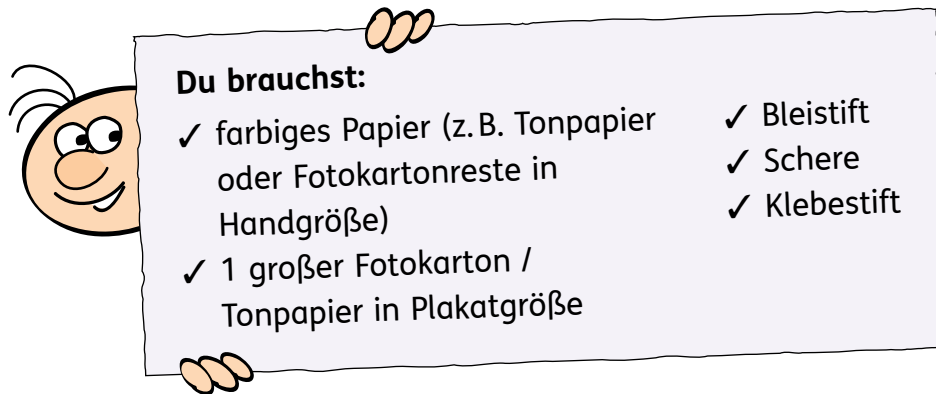 Du brauchst:
✓ farbiges Papier (z. B. Tonpapier
oder Fotokartonreste in
Handgröße)
✓ 1 großer Fotokarton /
Tonpapier in Plakatgröße
✓ Bleistift
✓ Schere
✓ Klebestift